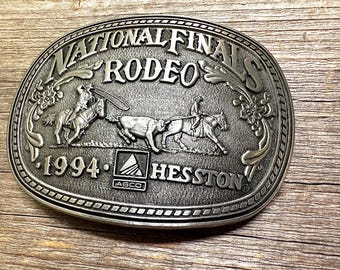 NATIONAL FINALS
RODEO
1994 • HESSTON
AGCO